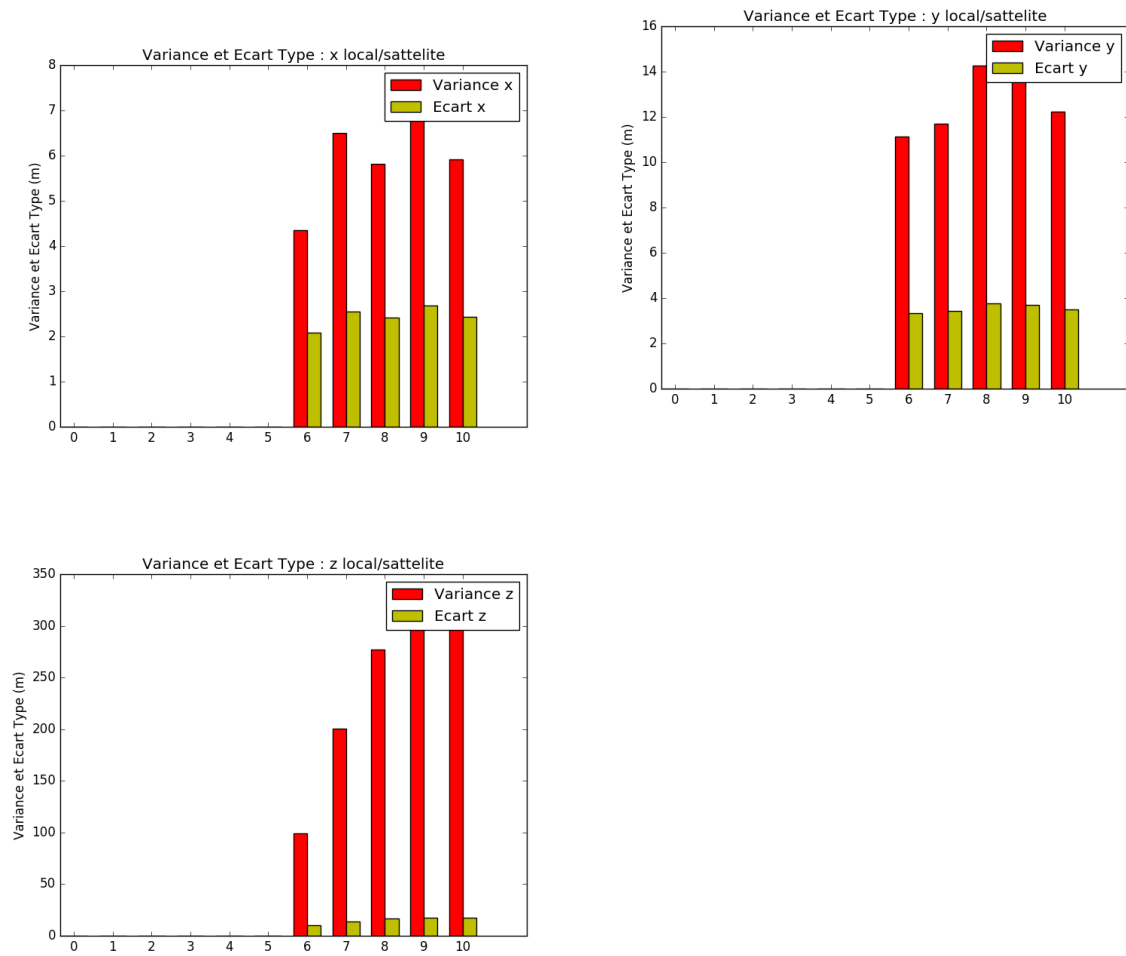 Variance et Ecart Type : x local/sattelite
Variance et Ecart Type (m)
8
7
6
5
4
3
2
1
0
Variance x
Ecart x
0 1 2 3 4 5 6 7 8 9 10
Variance et Ecart Type : y local/sattelite
Variance et Ecart Type (m)
16
14
12
10
8
6
4
2
0
Variance y
Ecart y
0 1 2 3 4 5 6 7 8 9 10
Variance et Ecart Type : z local/sattelite
Variance et Ecart Type (m)
350
300
250
200
150
100
50
0
Variance z
Ecart z
0 1 2 3 4 5 6 7 8 9 10